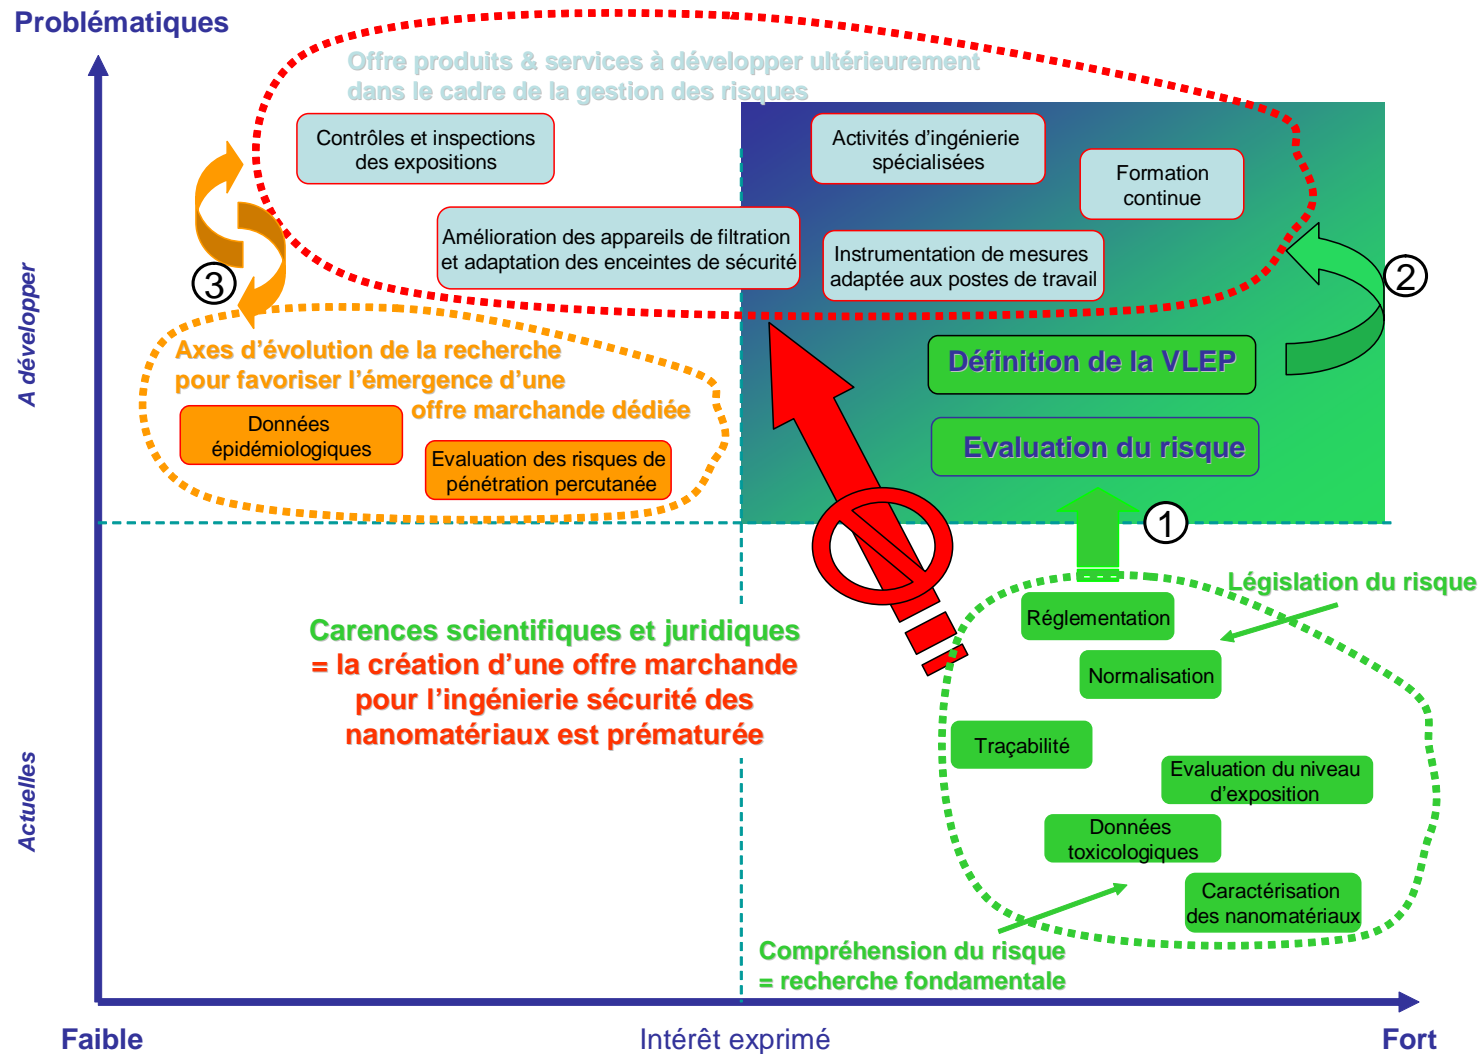 Problématiques
Offre produits & services à développer ultérieurement
dans le cadre de la gestion des risques
Contrôles et inspections
des expositions
Activités d’ingénierie
spécialisées
Formation
continue
Amélioration des appareils de filtration
et adaptation des enceintes de sécurité
Instrumentation de mesures
adaptée aux postes de travail
3
2
A développer
Axes d’évolution de la recherche
pour favoriser l’émergence d’une
offre marchande dédiée
Données
épidémiologiques
Evaluation des risques de
pénétration percutanée
Définition de la VLEP
Evaluation du risque
1
Législation du risque
Réglementation
Normalisation
Traçabilité
Evaluation du niveau
d’exposition
Données
toxicologiques
Caractérisation
des nanomatériaux
Carences scientifiques et juridiques
= la création d’une offre marchande
pour l’ingénierie sécurité des
nanomatériaux est prématurée
Actuelles
Compréhension du risque
= recherche fondamentale
Faible
Intérêt exprimé
Fort